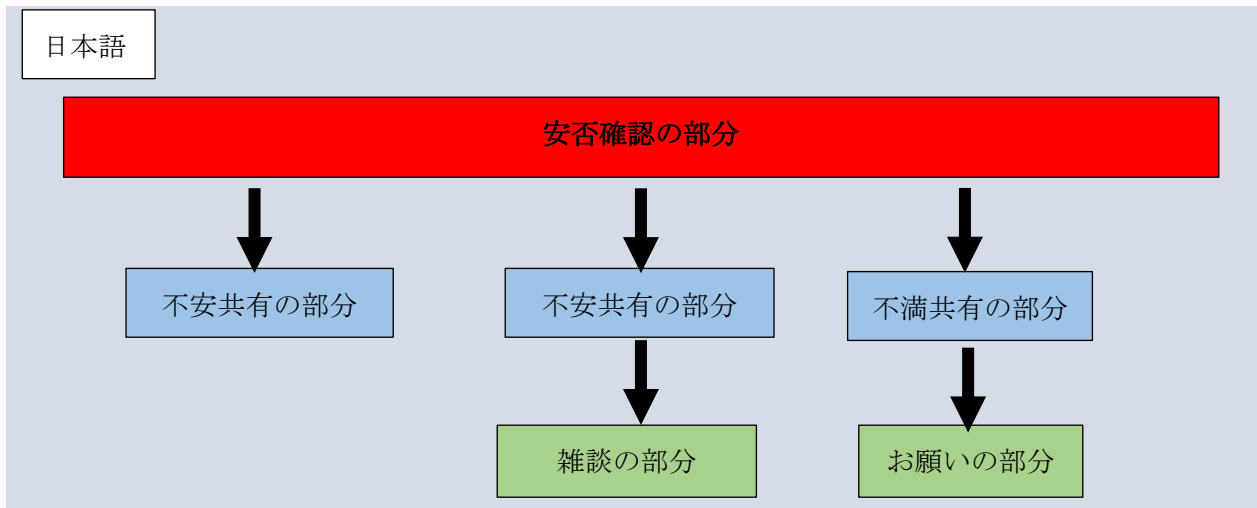 日本語
安否確認の部分
不安共有の部分
不安共有の部分
不満共有の部分
雑談の部分
お願いの部分